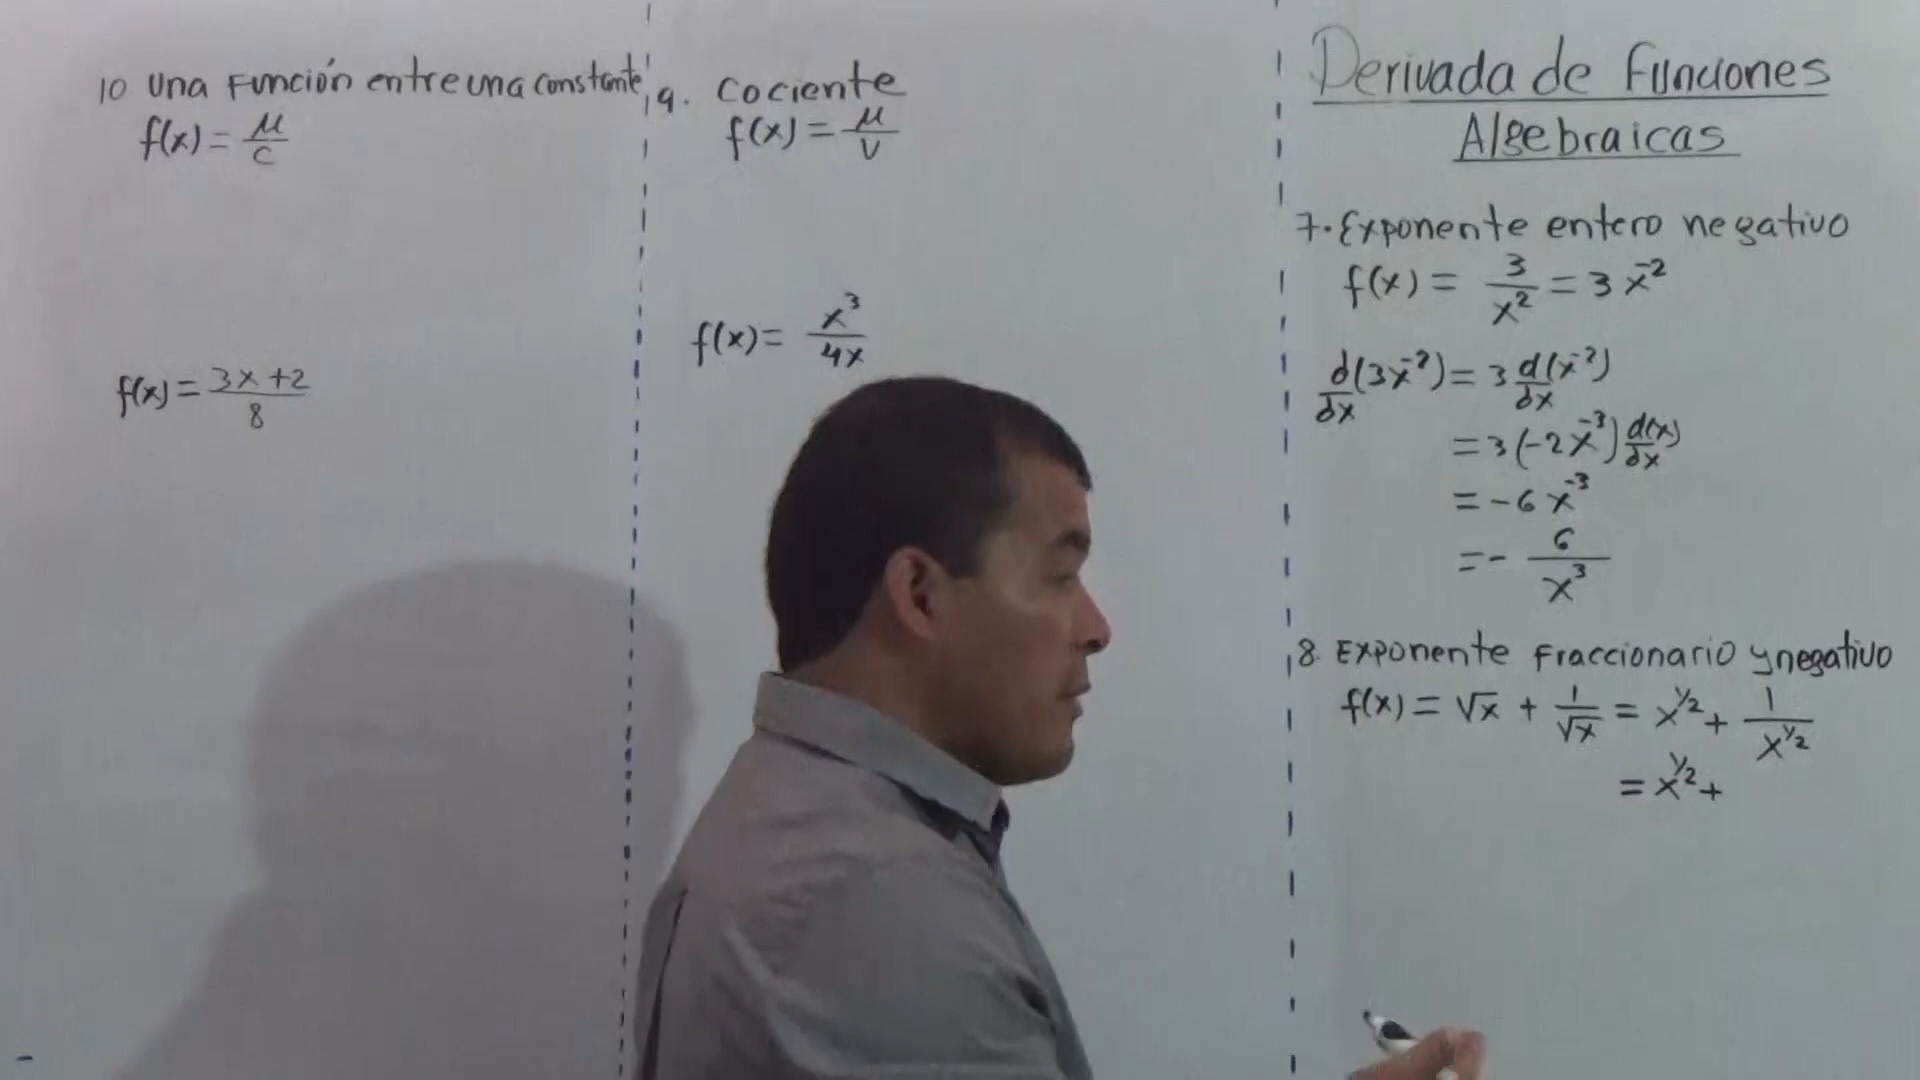 10 Una Función entre una constante
f(x) = μ/c
f(x) = 3x+2/8
9. Cociente
f(x) = μ/v
f(x) = x³/4x
Derivada de Funciones
Algebraicas
7. Exponente entero negativo
f(x) = 3/x² = 3x⁻²
d/dx(3x⁻²) = 3 d(x⁻²)/dx
= 3(-2x⁻³) d(x)/dx
= -6x⁻³
= - 6/x³
8. Exponente Fraccionario y negativo
f(x) = √x + 1/√x = x^1/2 + 1/x^1/2
= x^1/2 +